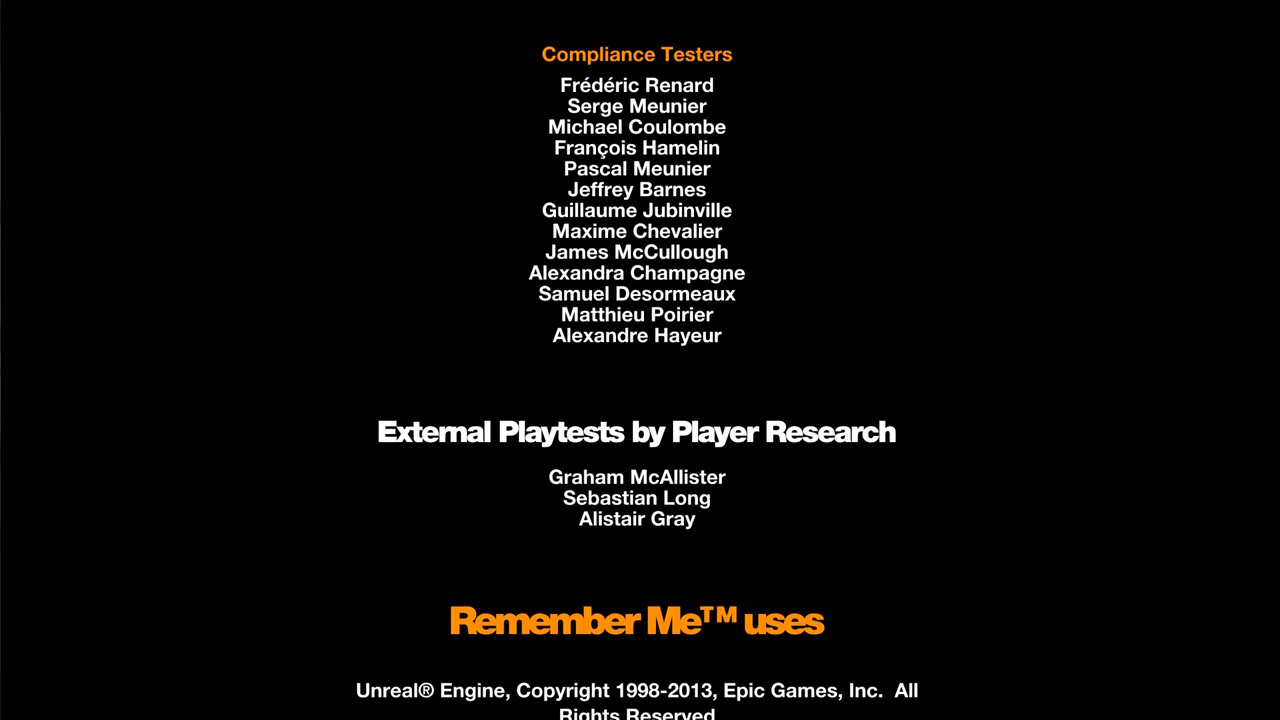 Compliance Testers
Frédéric Renard
Serge Meunier
Michael Coulombe
François Hamelin
Pascal Meunier
Jeffrey Barnes
Guillaume Jubinville
Maxime Chevalier
James McCullough
Alexandra Champagne
Samuel Desormeaux
Matthieu Poirier
Alexandre Hayeur
External Playtests by Player Research
Graham McAllister
Sebastian Long
Alistair Gray
Remember Me™ uses
Unreal® Engine, Copyright 1998-2013, Epic Games, Inc.  All
Rights Reserved